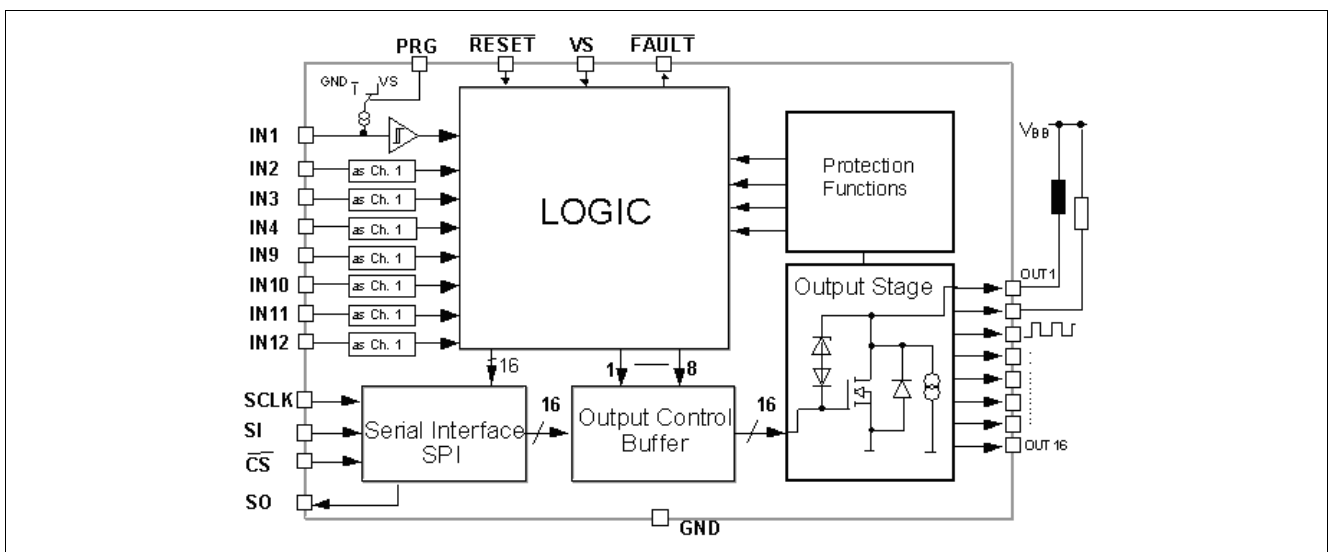 PRG
RESET
VS
FAULT
GND
VS
IN1
IN2
as Ch. 1
IN3
as Ch. 1
IN4
as Ch. 1
IN9
as Ch. 1
IN10
as Ch. 1
IN11
as Ch. 1
IN12
as Ch. 1
LOGIC
Protection
Functions
VBB
Output Stage
OUT1
OUT16
16
1
8
SCLK
SI
CS
SO
Serial Interface
SPI
16
Output Control
Buffer
16
GND